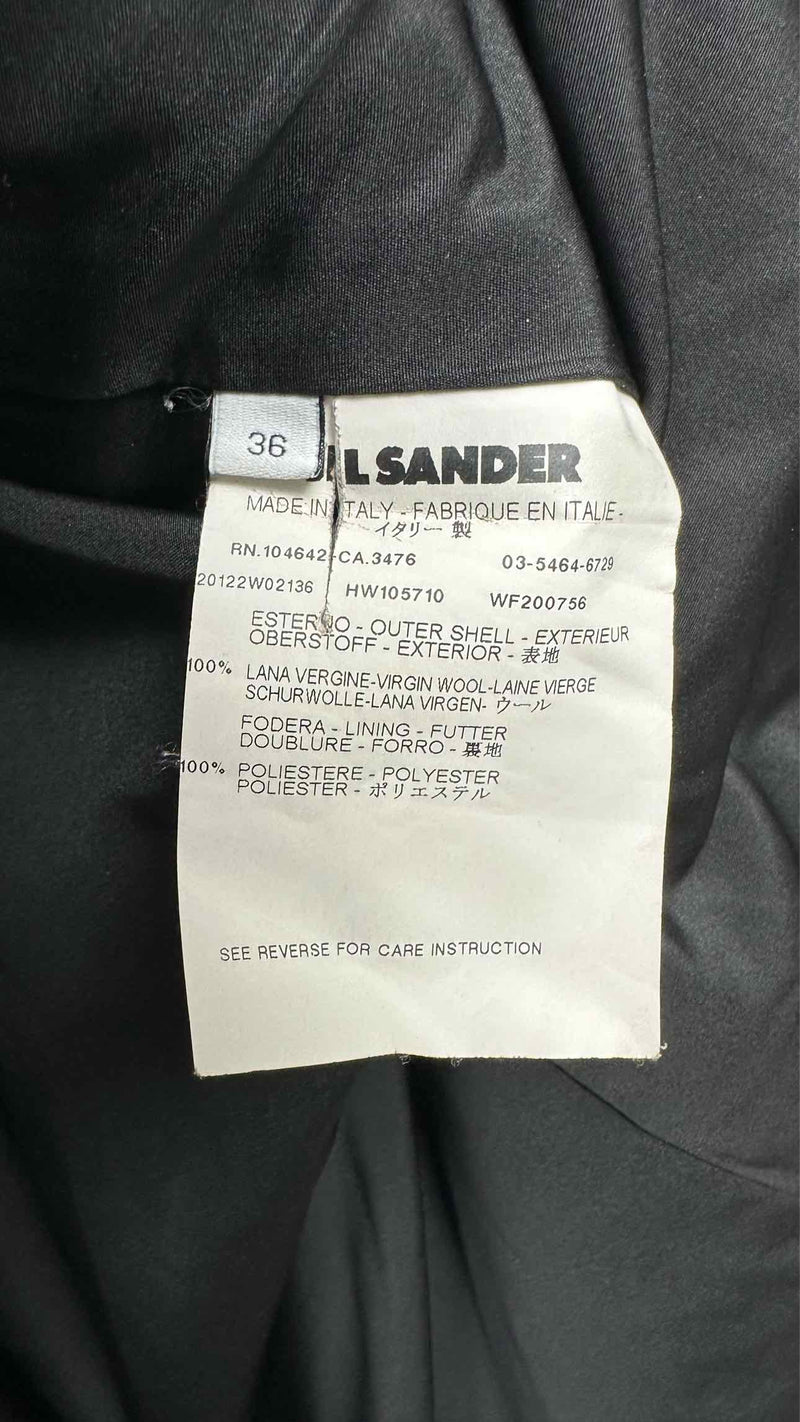 36
JIL SANDER
MADE IN ITALY - FABRIQUE EN ITALIE -
- イタリー 製
RN.104642-CA.3476 03-5464-6729
20122W02136 HW105710 WF200756
ESTERNO - OUTER SHELL - EXTERIEUR
OBERSTOFF - EXTERIOR - 表地
100% LANA VERGINE-VIRGIN WOOL-LAINE VIERGE
SCHURWOLLE-LANA VIRGEN- ウール
FODERA - LINING - FUTTER
DOUBLURE - FORRO - 裏地
100% POLIESTERE - POLYESTER
POLIESTER - ポリエステル
SEE REVERSE FOR CARE INSTRUCTION